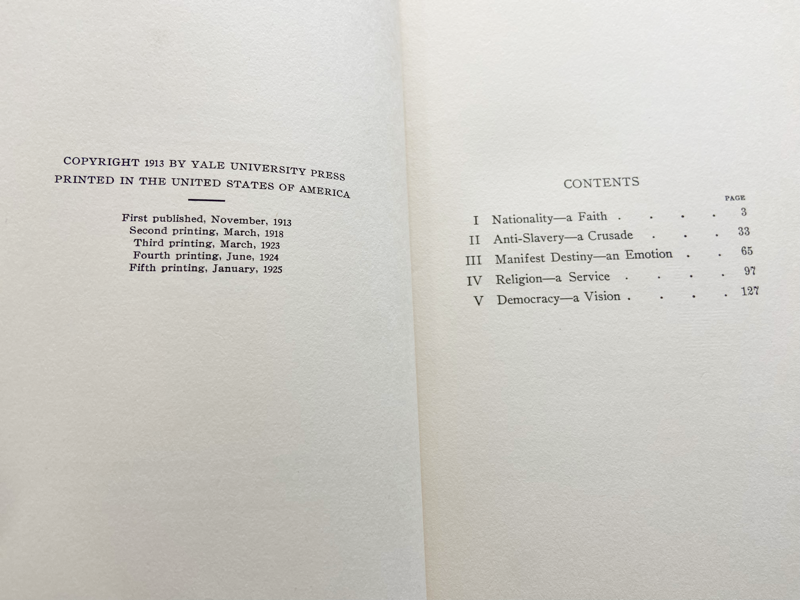 COPYRIGHT 1913 BY YALE UNIVERSITY PRESS
PRINTED IN THE UNITED STATES OF AMERICA
First published, November, 1913
Second printing, March, 1918
Third printing, March, 1923
Fourth printing, June, 1924
Fifth printing, January, 1925
CONTENTS
PAGE
I Nationality—a Faith . . . . 3
II Anti-Slavery—a Crusade . . . 33
III Manifest Destiny—an Emotion . . 65
IV Religion—a Service . . . . 97
V Democracy—a Vision . . . . 127